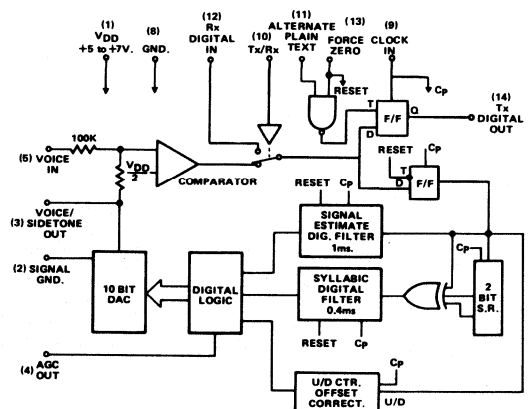 (1)
VDD
+5 to +7V.
(8)
GND.
(12)
Rx
DIGITAL
IN
(10)
Tx/Rx
(11)
ALTERNATE
PLAIN
TEXT
(13)
FORCE
ZERO
RESET
(9)
CLOCK
IN
CP
T
Q
F/F
D
(14)
Tx
DIGITAL OUT
100K
(5) VOICE
IN
VDD
2
COMPARATOR
RESET
CP
T
D
F/F
VOICE/
(3) SIDETONE
OUT
RESET CP
SIGNAL
ESTIMATE
DIG. FILTER
1ms.
(2) SIGNAL
GND.
10 BIT
DAC
DIGITAL
LOGIC
SYLLABIC
DIGITAL
FILTER
0.4ms
CP
2
BIT
S.R.
RESET CP
(4) AGC
OUT
U/D CTR.
OFFSET
CORRECT.
CP
U/D